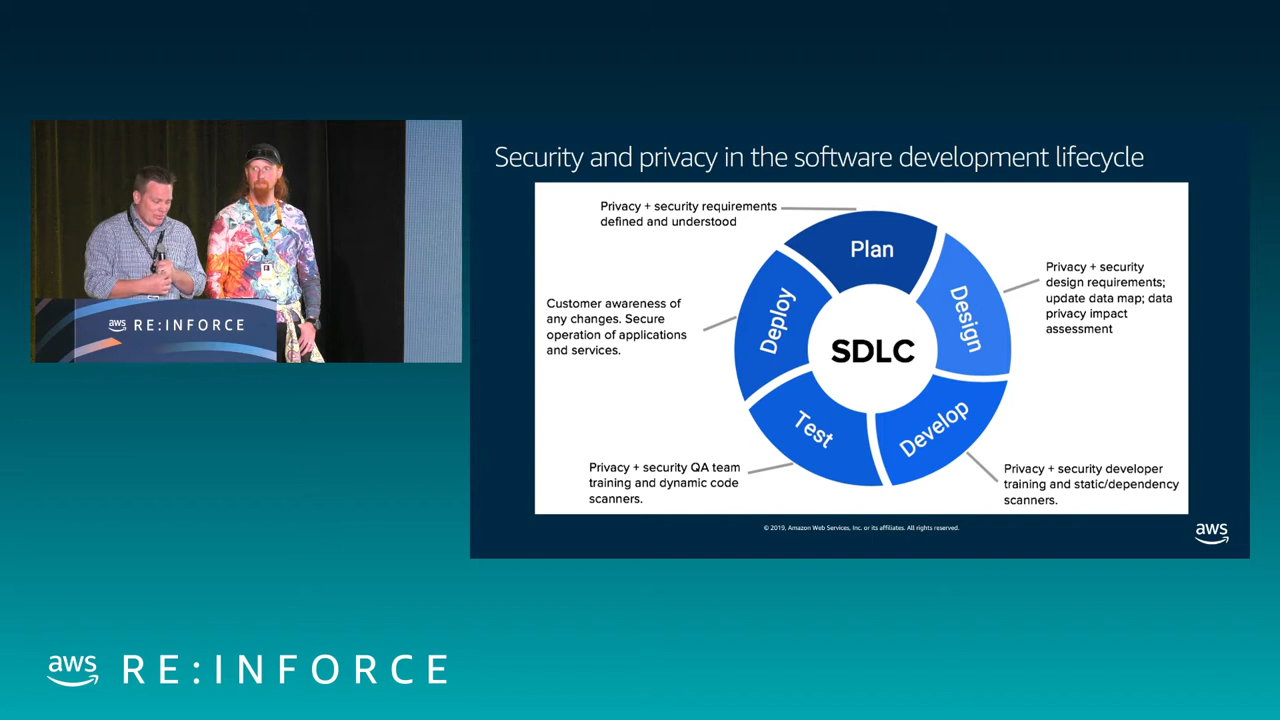 aws RE:INFORCE
Security and privacy in the software development lifecycle
Privacy + security requirements
defined and understood
Plan
Privacy + security
design requirements;
update data map; data
privacy impact
assessment
Design
Customer awareness of
any changes. Secure
operation of applications
and services.
Deploy
SDLC
Test
Develop
Privacy + security QA team
training and dynamic code
scanners.
Privacy + security developer
training and static/dependency
scanners.
© 2019, Amazon Web Services, Inc. or its affiliates. All rights reserved.
aws
aws RE:INFORCE